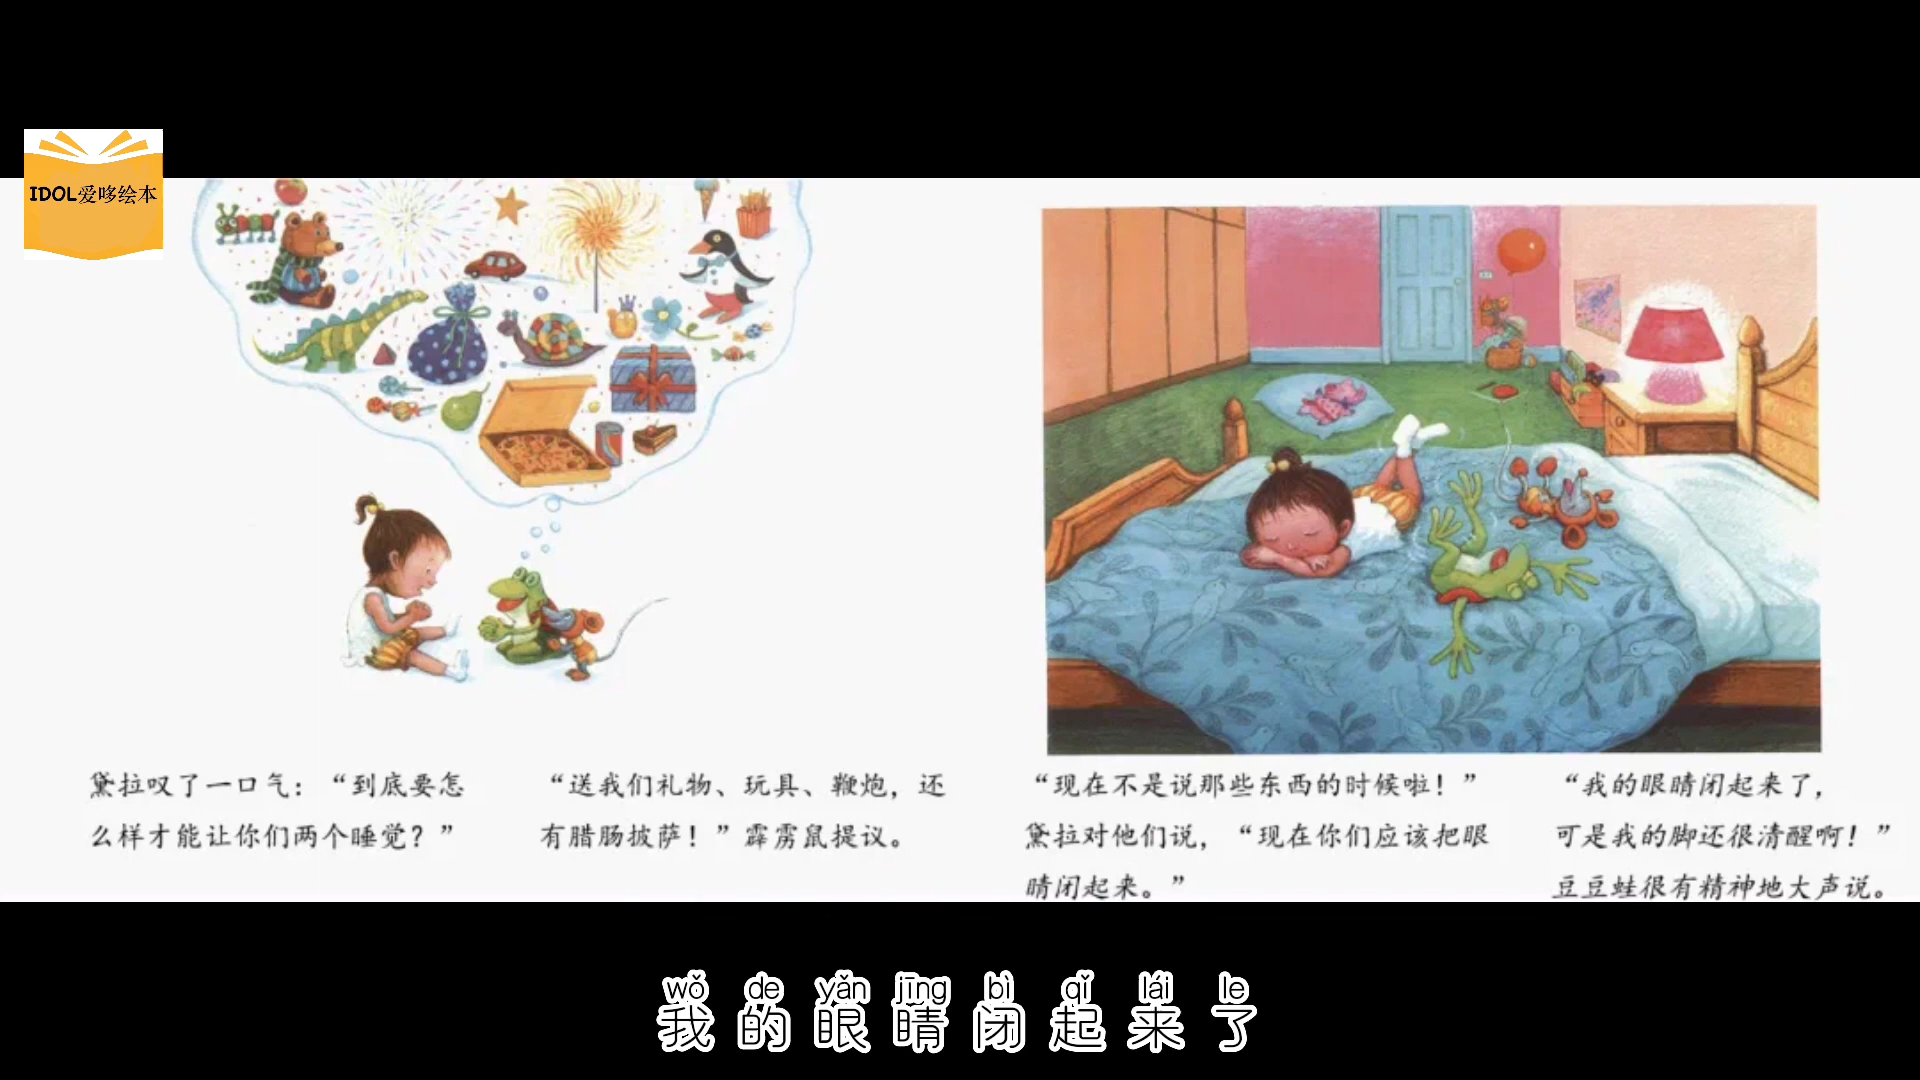 IDOL爱哆绘本
黛拉叹了一口气：“到底要怎
么样才能让你们两个睡觉？”
“送我们礼物、玩具、鞭炮，还
有腊肠披萨！”霹雳鼠提议。
“现在不是说那些东西的时候啦！”
黛拉对他们说，“现在你们应该把眼
睛闭起来。”
“我的眼睛闭起来了，
可是我的脚还很清醒啊！”
豆豆蛙很有精神地大声说。
wǒ de yǎn jīng bì qǐ lái le
我的眼睛闭起来了